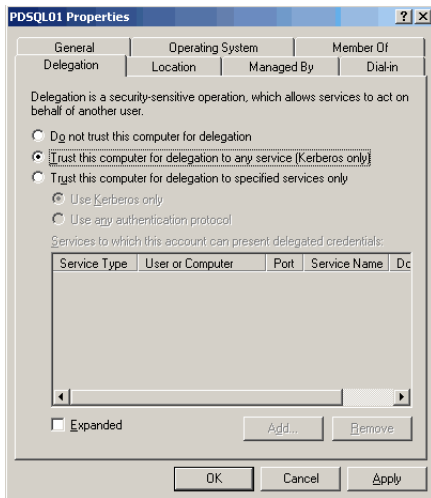 PDSQL01 Properties
General Operating System Member Of
Delegation Location Managed By Dial-in
Delegation is a security-sensitive operation, which allows services to act on
behalf of another user.
Do not trust this computer for delegation
Trust this computer for delegation to any service (Kerberos only)
Trust this computer for delegation to specified services only
Use Kerberos only
Use any authentication protocol
Services to which this account can present delegated credentials:
Service Type User or Computer Port Service Name Dc
Expanded Add... Remove
OK Cancel Apply